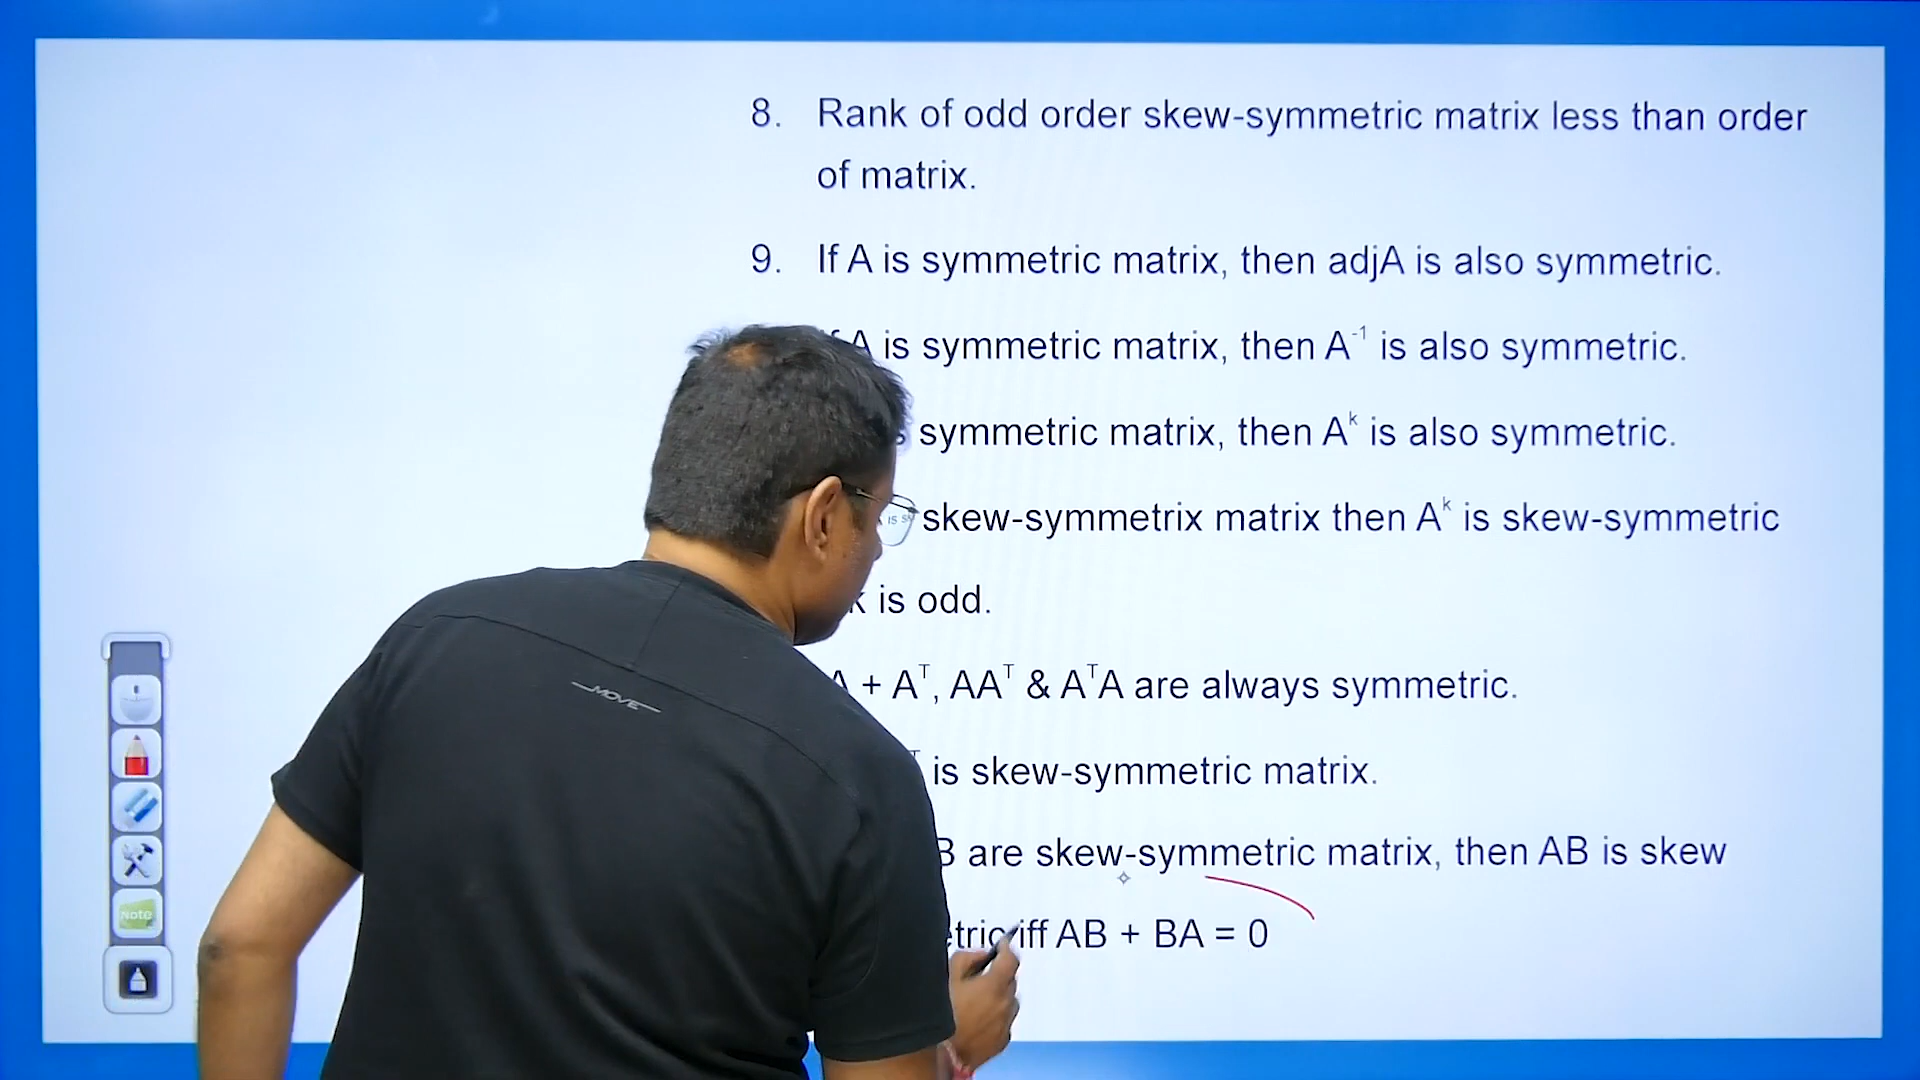 8. Rank of odd order skew-symmetric matrix less than order
of matrix.
9. If A is symmetric matrix, then adjA is also symmetric.
A is symmetric matrix, then A⁻¹ is also symmetric.
symmetric matrix, then Aᵏ is also symmetric.
skew-symmetrix matrix then Aᵏ is skew-symmetric
k is odd.
A + Aᵀ, AAᵀ & AᵀA are always symmetric.
is skew-symmetric matrix.
B are skew-symmetric matrix, then AB is skew
iff AB + BA = 0
MOVE
Note